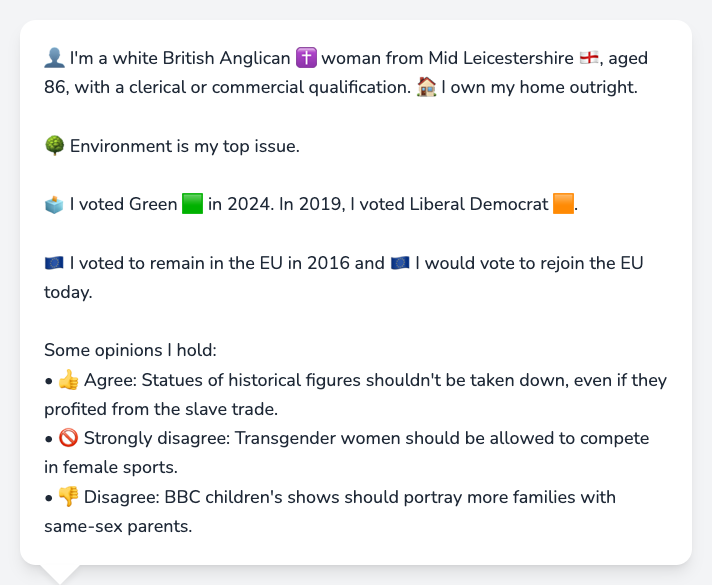 👤 I'm a white British Anglican ✝️ woman from Mid Leicestershire 🏴󠁧󠁢󠁥󠁮󠁧󠁿, aged
86, with a clerical or commercial qualification. 🏠 I own my home outright.
🌳 Environment is my top issue.
🗳️ I voted Green 🟩 in 2024. In 2019, I voted Liberal Democrat 🟧.
🇪🇺 I voted to remain in the EU in 2016 and 🇪🇺 I would vote to rejoin the EU
today.
Some opinions I hold:
• 👍 Agree: Statues of historical figures shouldn't be taken down, even if they
profited from the slave trade.
• 🚫 Strongly disagree: Transgender women should be allowed to compete
in female sports.
• 👎 Disagree: BBC children's shows should portray more families with
same-sex parents.